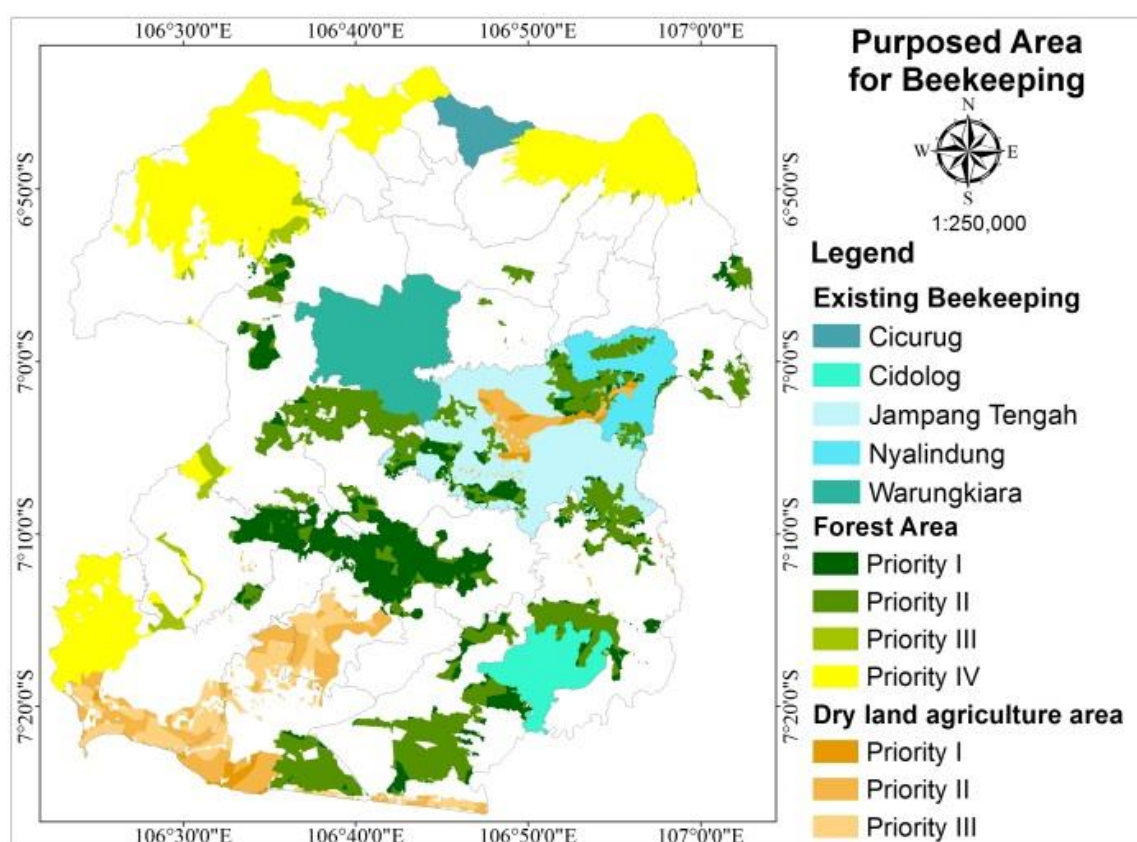 106°30'0"E 106°40'0"E 106°50'0"E 107°0'0"E
6°50'0"S
7°0'0"S
7°10'0"S
7°20'0"S
6°50'0"S
7°0'0"S
7°10'0"S
7°20'0"S
106°30'0"E 106°40'0"E 106°50'0"E 107°0'0"E
Purposed Area
for Beekeeping
N
W E
S
1:250,000
Legend
Existing Beekeeping
Cicurug
Cidolog
Jampang Tengah
Nyalindung
Warungkiara
Forest Area
Priority I
Priority II
Priority III
Priority IV
Dry land agriculture area
Priority I
Priority II
Priority III